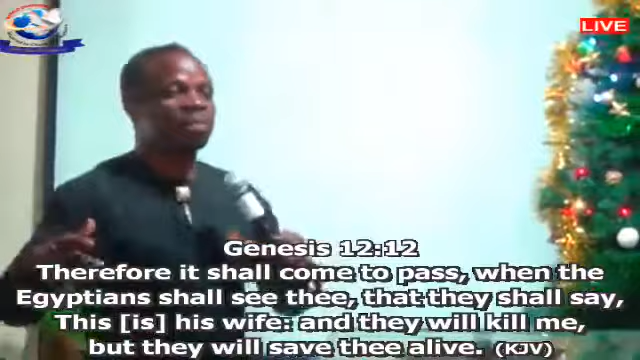 LIVE
Genesis 12:12
Therefore it shall come to pass, when the
Egyptians shall see thee, that they shall say,
This [is] his wife: and they will kill me,
but they will save thee alive. (KJV)